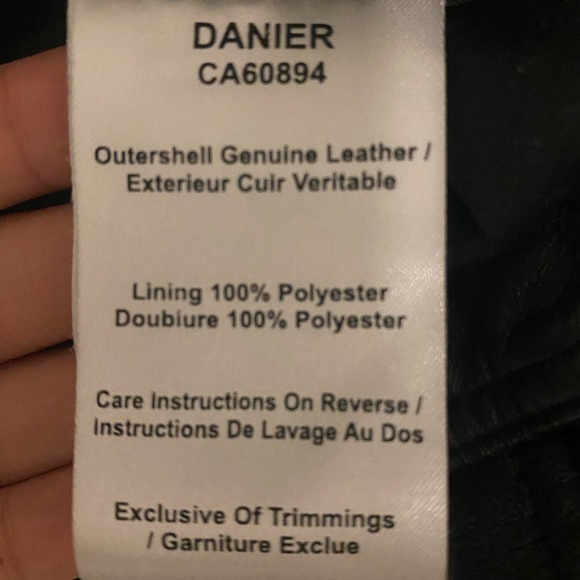 DANIER
CA60894
Outershell Genuine Leather /
Exterieur Cuir Veritable
Lining 100% Polyester
Doubiure 100% Polyester
Care Instructions On Reverse /
Instructions De Lavage Au Dos
Exclusive Of Trimmings
/ Garniture Exclue